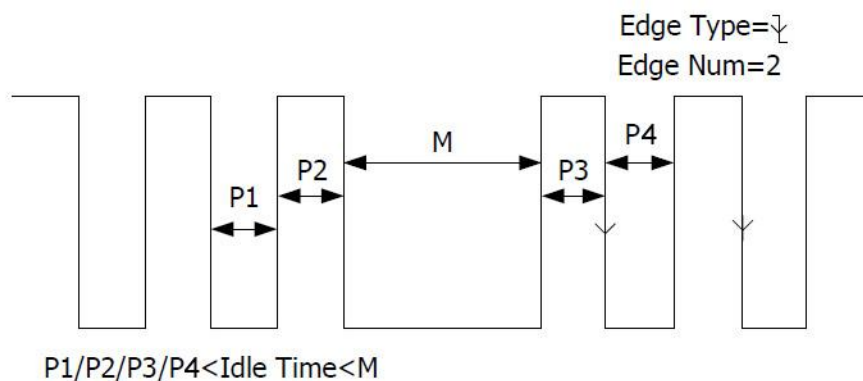 Edge Type=
Edge Num=2
M
P4
P2
P3
P1
P1/P2/P3/P4<Idle Time<M